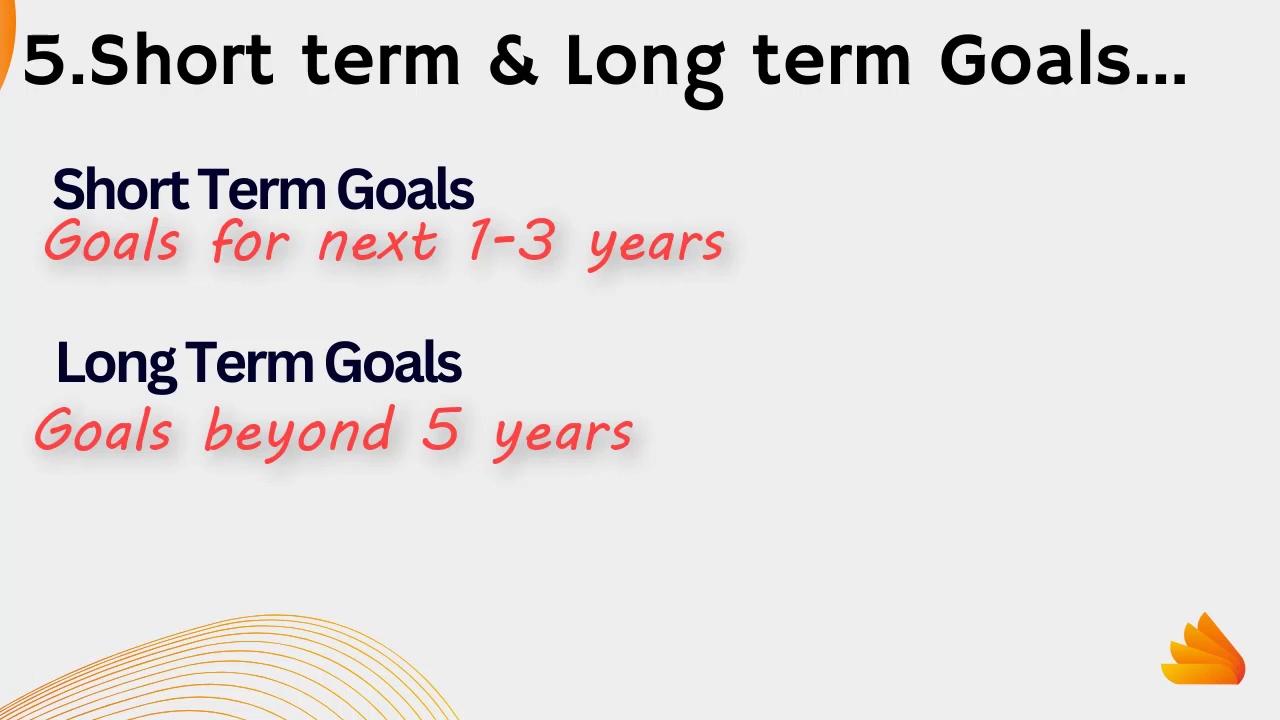 5.Short term & Long term Goals...
Short Term Goals
Goals for next 1-3 years
Long Term Goals
Goals beyond 5 years